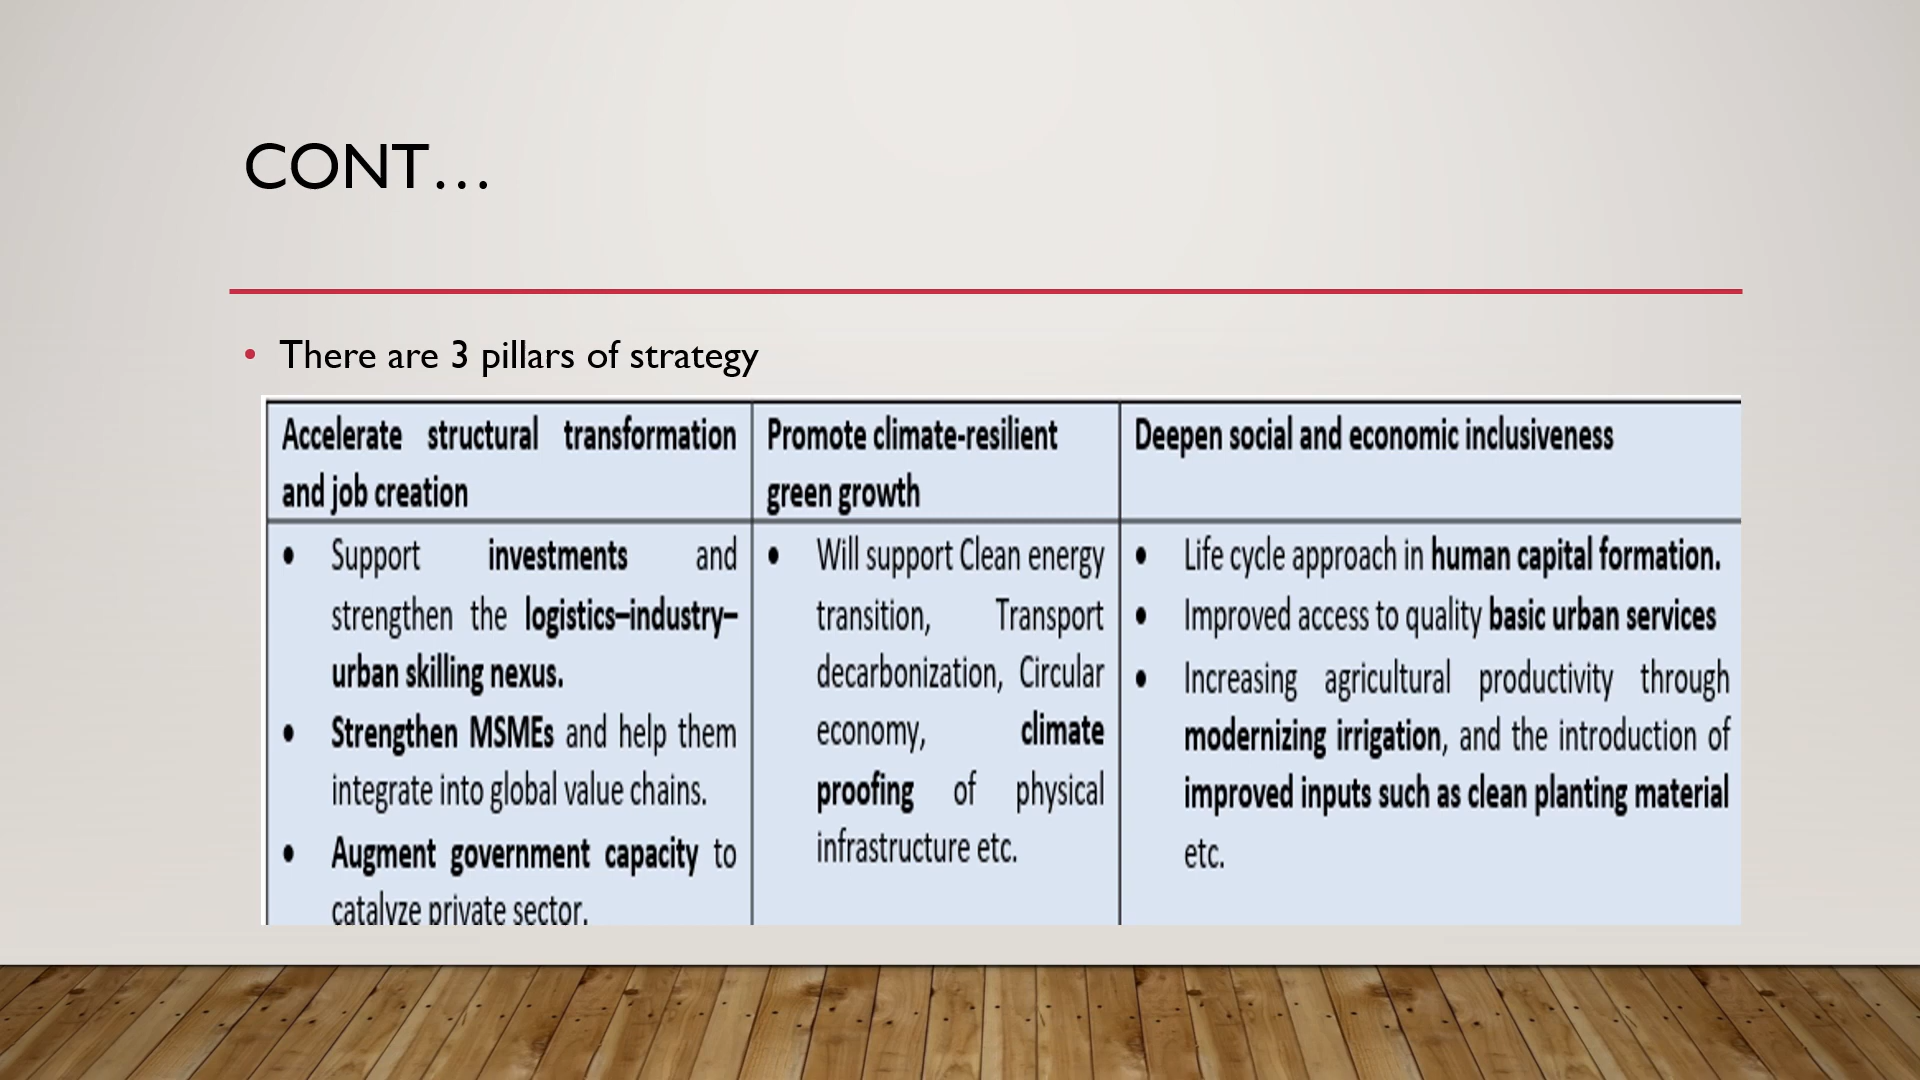 CONT…
• There are 3 pillars of strategy
Accelerate structural transformation
and job creation
Promote climate-resilient
green growth
Deepen social and economic inclusiveness
• Support investments and
strengthen the logistics–industry–
urban skilling nexus.
• Strengthen MSMEs and help them
integrate into global value chains.
• Augment government capacity to
catalyze private sector.
• Will support Clean energy
transition, Transport
decarbonization, Circular
economy, climate
proofing of physical
infrastructure etc.
• Life cycle approach in human capital formation.
• Improved access to quality basic urban services
• Increasing agricultural productivity through
modernizing irrigation, and the introduction of
improved inputs such as clean planting material
etc.